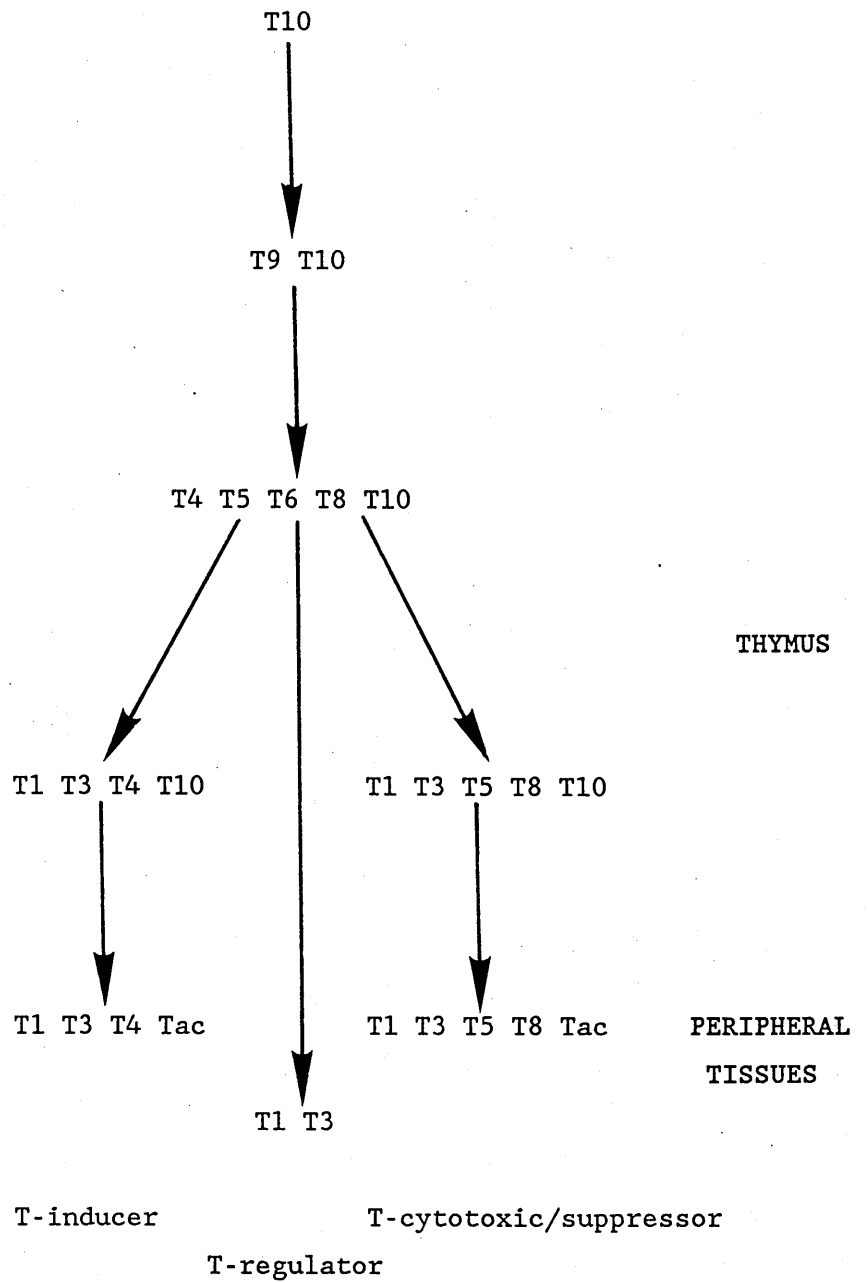 T10
T9 T10
T4 T5 T6 T8 T10
THYMUS
T1 T3 T4 T10
T1 T3 T5 T8 T10
T1 T3 T4 Tac
T1 T3 T5 T8 Tac
PERIPHERAL
TISSUES
T1 T3
T-inducer
T-cytotoxic/suppressor
T-regulator